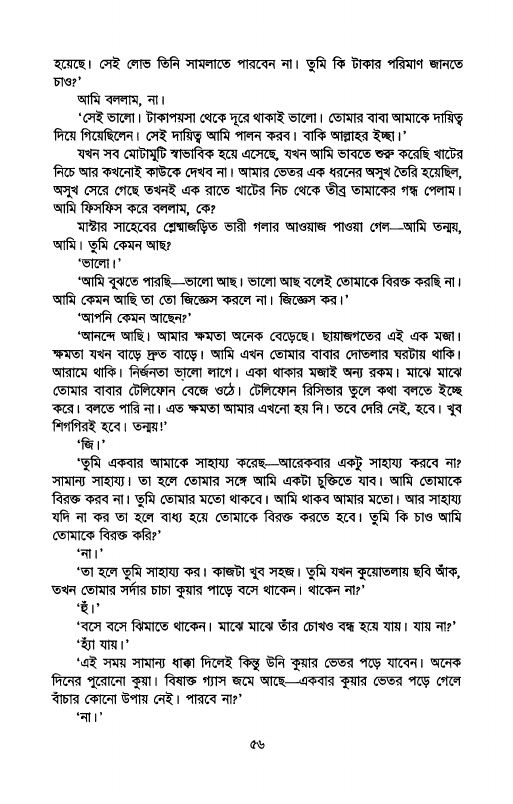 হয়েছে। সেই লোভ তিনি সামলাতে পারবেন না। তুমি কি টাকার পরিমাণ জানতে
চাও?’
আমি বললাম, না।
‘সেই ভালো। টাকাপয়সা থেকে দূরে থাকাই ভালো। তোমার বাবা আমাকে দায়িত্ব
দিয়ে গিয়েছিলেন। সেই দায়িত্ব আমি পালন করব। বাকি আল্লাহর ইচ্ছা।’
যখন সব মোটামুটি স্বাভাবিক হয়ে এসেছে, যখন আমি ভাবতে শুরু করেছি খাটের
নিচে আর কখনোই কাউকে দেখব না। আমার ভেতর এক ধরনের অসুখ তৈরি হয়েছিল,
অসুখ সেরে গেছে তখনই এক রাতে খাটের নিচ থেকে তীব্র তামাকের গন্ধ পেলাম।
আমি ফিসফিস করে বললাম, কে?
মাস্টার সাহেবের শ্লেষ্মাজড়িত ভারী গলার আওয়াজ পাওয়া গেল—আমি তন্ময়,
আমি। তুমি কেমন আছ?
‘ভালো।’
‘আমি বুঝতে পারছি—ভালো আছ। ভালো আছ বলেই তোমাকে বিরক্ত করছি না।
আমি কেমন আছি তা তো জিজ্ঞেস করলে না। জিজ্ঞেস কর।’
‘আপনি কেমন আছেন?’
‘আনন্দে আছি। আমার ক্ষমতা অনেক বেড়েছে। ছায়াজগতের এই এক মজা।
ক্ষমতা যখন বাড়ে দ্রুত বাড়ে। আমি এখন তোমার বাবার দোতলার ঘরটায় থাকি।
আরামে থাকি। নির্জনতা ভালো লাগে। একা থাকার মজাই অন্য রকম। মাঝে মাঝে
তোমার বাবার টেলিফোন বেজে ওঠে। টেলিফোন রিসিভার তুলে কথা বলতে ইচ্ছে
করে। বলতে পারি না। এত ক্ষমতা আমার এখনো হয় নি। তবে দেরি নেই, হবে। খুব
শিগগিরই হবে। তন্ময়!’
‘জি।’
‘তুমি একবার আমাকে সাহায্য করেছ—আরেকবার একটু সাহায্য করবে না?
সামান্য সাহায্য। তা হলে তোমার সঙ্গে আমি একটা চুক্তিতে যাব। আমি তোমাকে
বিরক্ত করব না। তুমি তোমার মতো থাকবে। আমি থাকব আমার মতো। আর সাহায্য
যদি না কর তা হলে বাধ্য হয়ে তোমাকে বিরক্ত করতে হবে। তুমি কি চাও আমি
তোমাকে বিরক্ত করি?’
‘না।’
‘তা হলে তুমি সাহায্য কর। কাজটা খুব সহজ। তুমি যখন কুয়োতলায় ছবি আঁক,
তখন তোমার সর্দার চাচা কুয়ার পাড়ে বসে থাকেন। থাকেন না?’
‘হুঁ।’
‘বসে বসে ঝিমাতে থাকেন। মাঝে মাঝে তাঁর চোখও বন্ধ হয়ে যায়। যায় না?’
‘হ্যাঁ যায়।’
‘এই সময় সামান্য ধাক্কা দিলেই কিন্তু উনি কুয়ার ভেতর পড়ে যাবেন। অনেক
দিনের পুরোনো কুয়া। বিষাক্ত গ্যাস জমে আছে—একবার কুয়ার ভেতর পড়ে গেলে
বাঁচার কোনো উপায় নেই। পারবে না?’
‘না।’
৫৬